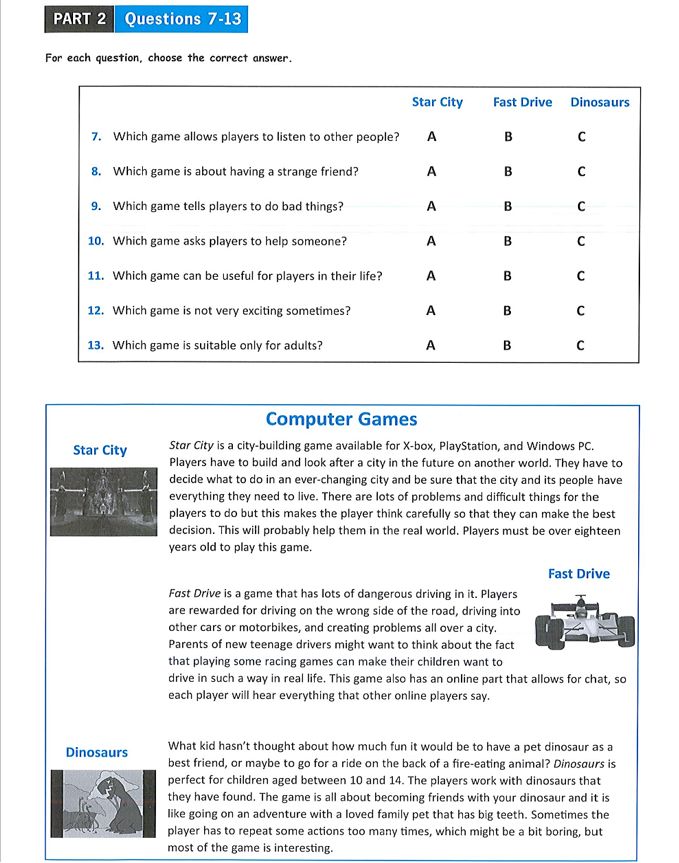 PART 2 Questions 7-13
For each question, choose the correct answer.
Star City Fast Drive Dinosaurs
7. Which game allows players to listen to other people? A B C
8. Which game is about having a strange friend? A B C
9. Which game tells players to do bad things? A B C
10. Which game asks players to help someone? A B C
11. Which game can be useful for players in their life? A B C
12. Which game is not very exciting sometimes? A B C
13. Which game is suitable only for adults? A B C
Computer Games
Star City
Star City is a city-building game available for X-box, PlayStation, and Windows PC.
Players have to build and look after a city in the future on another world. They have to
decide what to do in an ever-changing city and be sure that the city and its people have
everything they need to live. There are lots of problems and difficult things for the
players to do but this makes the player think carefully so that they can make the best
decision. This will probably help them in the real world. Players must be over eighteen
years old to play this game.
Fast Drive
Fast Drive is a game that has lots of dangerous driving in it. Players
are rewarded for driving on the wrong side of the road, driving into
other cars or motorbikes, and creating problems all over a city.
Parents of new teenage drivers might want to think about the fact
that playing some racing games can make their children want to
drive in such a way in real life. This game also has an online part that allows for chat, so
each player will hear everything that other online players say.
Dinosaurs
What kid hasn't thought about how much fun it would be to have a pet dinosaur as a
best friend, or maybe to go for a ride on the back of a fire-eating animal? Dinosaurs is
perfect for children aged between 10 and 14. The players work with dinosaurs that
they have found. The game is all about becoming friends with your dinosaur and it is
like going on an adventure with a loved family pet that has big teeth. Sometimes the
player has to repeat some actions too many times, which might be a bit boring, but
most of the game is interesting.